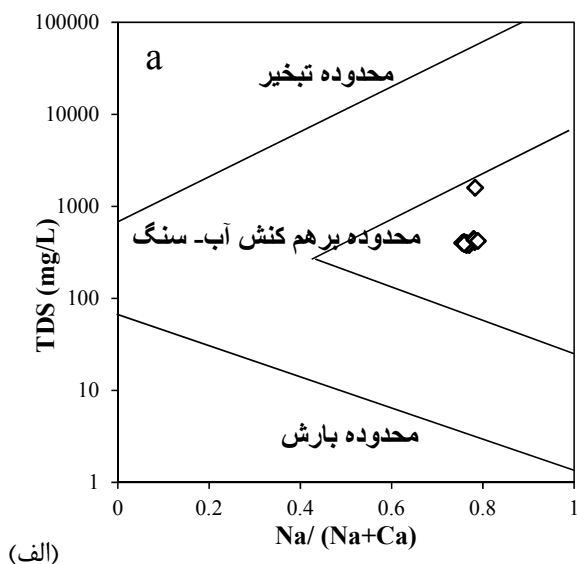 100000
10000
1000
100
10
1
TDS (mg/L)
a
محدوده تبخیر
محدوده برهم کنش آب- سنگ
محدوده بارش
0 0.2 0.4 0.6 0.8 1
Na/ (Na+Ca)
(الف)